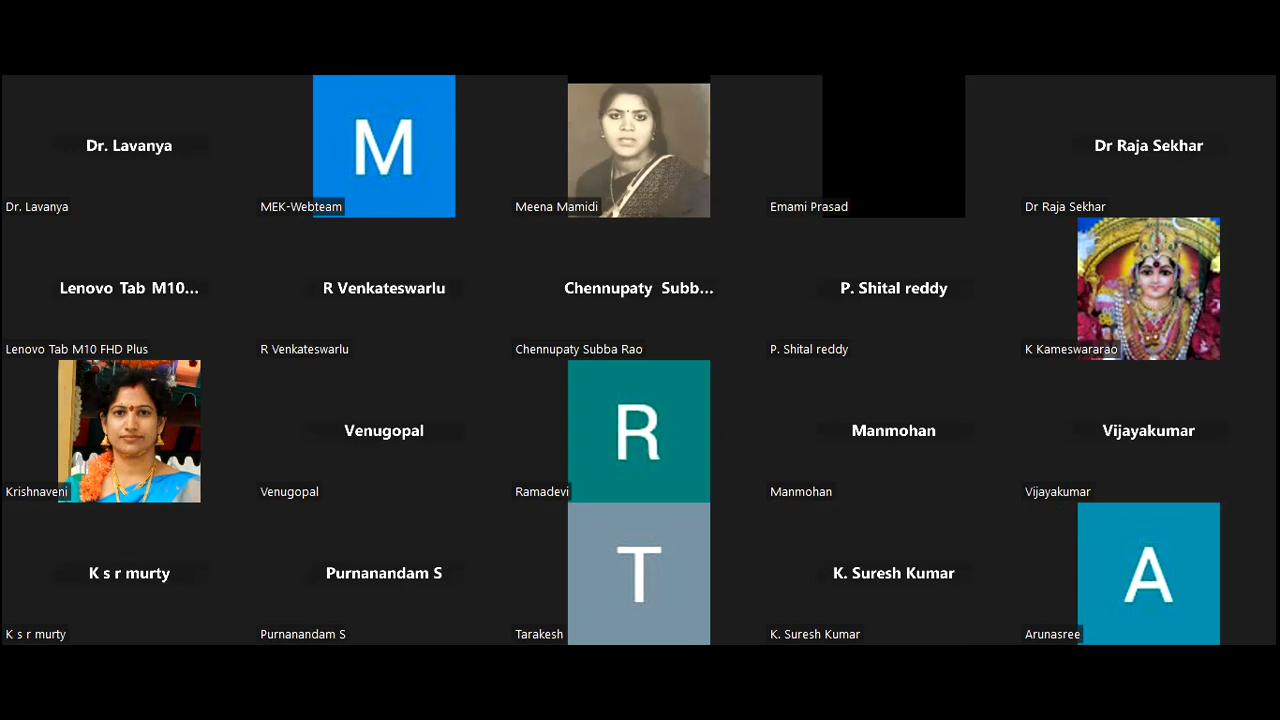 Dr. Lavanya
Dr. Lavanya
M
MEK-Webteam
Meena Mamidi
Emami Prasad
Dr Raja Sekhar
Dr Raja Sekhar
Lenovo Tab M10...
Lenovo Tab M10 FHD Plus
R Venkateswarlu
R Venkateswarlu
Chennupaty Subb...
Chennupaty Subba Rao
P. Shital reddy
P. Shital reddy
K Kameswararao
Krishnaveni
Venugopal
Venugopal
R
Ramadevi
Manmohan
Manmohan
Vijayakumar
Vijayakumar
K s r murty
K s r murty
Purnanandam S
Purnanandam S
T
Tarakesh
K. Suresh Kumar
K. Suresh Kumar
A
Arunasree